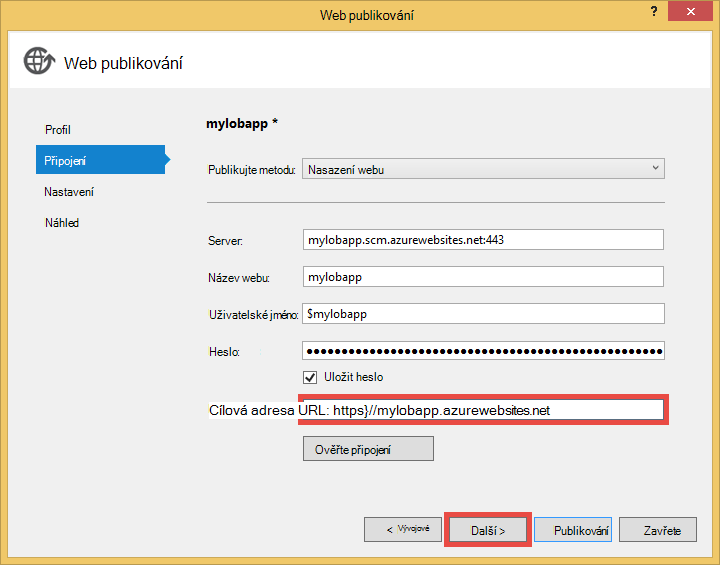 Web publikování
?
Web publikování
Profil
Připojení
Nastavení
Náhled
mylobapp *
Publikujte metodu: Nasazení webu
Server: mylobapp.scm.azurewebsites.net:443
Název webu: mylobapp
Uživatelské jméno: $mylobapp
Heslo: ●●●●●●●●●●●●●●●●●●●●●●●●●●●●●●●●●●●●●●●●●●●●●●●●●●●
Uložit heslo
Cílová adresa URL: https}//mylobapp.azurewebsites.net
Ověřte připojení
< Vývojové Další > Publikování Zavřete